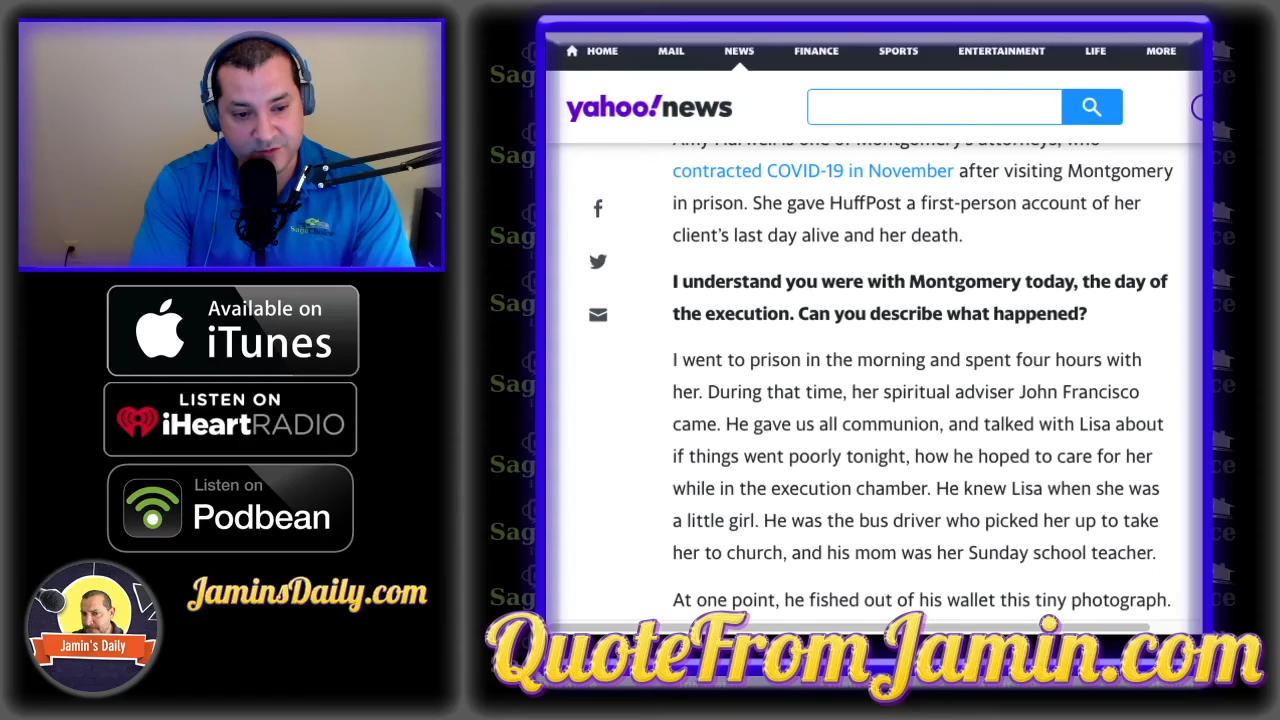 HOME MAIL NEWS FINANCE SPORTS ENTERTAINMENT LIFE MORE
yahoo!news
Amy Harwell is one of Montgomery's attorneys, who
contracted COVID-19 in November after visiting Montgomery
in prison. She gave HuffPost a first-person account of her
client's last day alive and her death.
I understand you were with Montgomery today, the day of
the execution. Can you describe what happened?
I went to prison in the morning and spent four hours with
her. During that time, her spiritual adviser John Francisco
came. He gave us all communion, and talked with Lisa about
if things went poorly tonight, how he hoped to care for her
while in the execution chamber. He knew Lisa when she was
a little girl. He was the bus driver who picked her up to take
her to church, and his mom was her Sunday school teacher.
At one point, he fished out of his wallet this tiny photograph.
Available on
iTunes
LISTEN ON
iHeartRADIO
Listen on
Podbean
Jamin's Daily
JaminsDaily.com
QuoteFromJamin.com